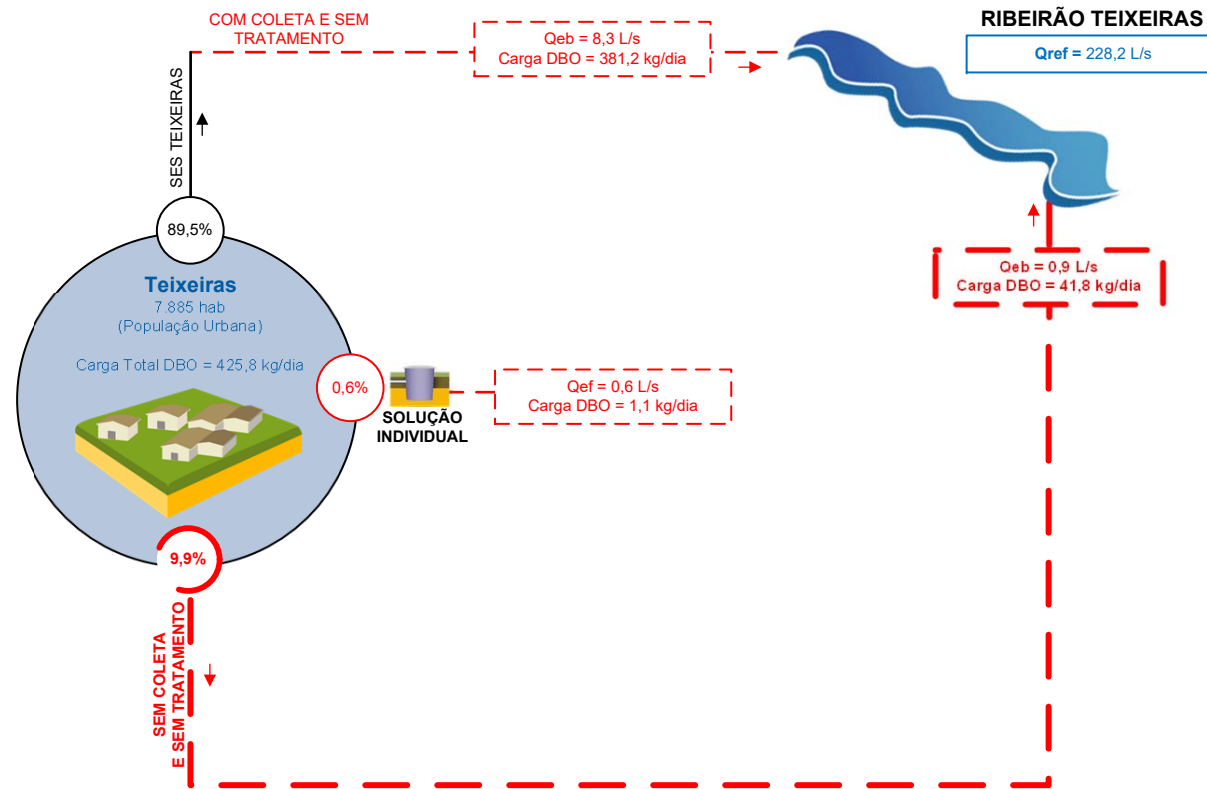 COM COLETA E SEM
TRATAMENTO
Qeb = 8,3 L/s
Carga DBO = 381,2 kg/dia
RIBEIRÃO TEIXEIRAS
Qref = 228,2 L/s
SES TEIXEIRAS
89,5%
Teixeiras
7.885 hab
(População Urbana)
Carga Total DBO = 425,8 kg/dia
0,6%
SOLUÇÃO
INDIVIDUAL
Qef = 0,6 L/s
Carga DBO = 1,1 kg/dia
Qeb = 0,9 L/s
Carga DBO = 41,8 kg/dia
9,9%
SEM COLETA
E SEM TRATAMENTO